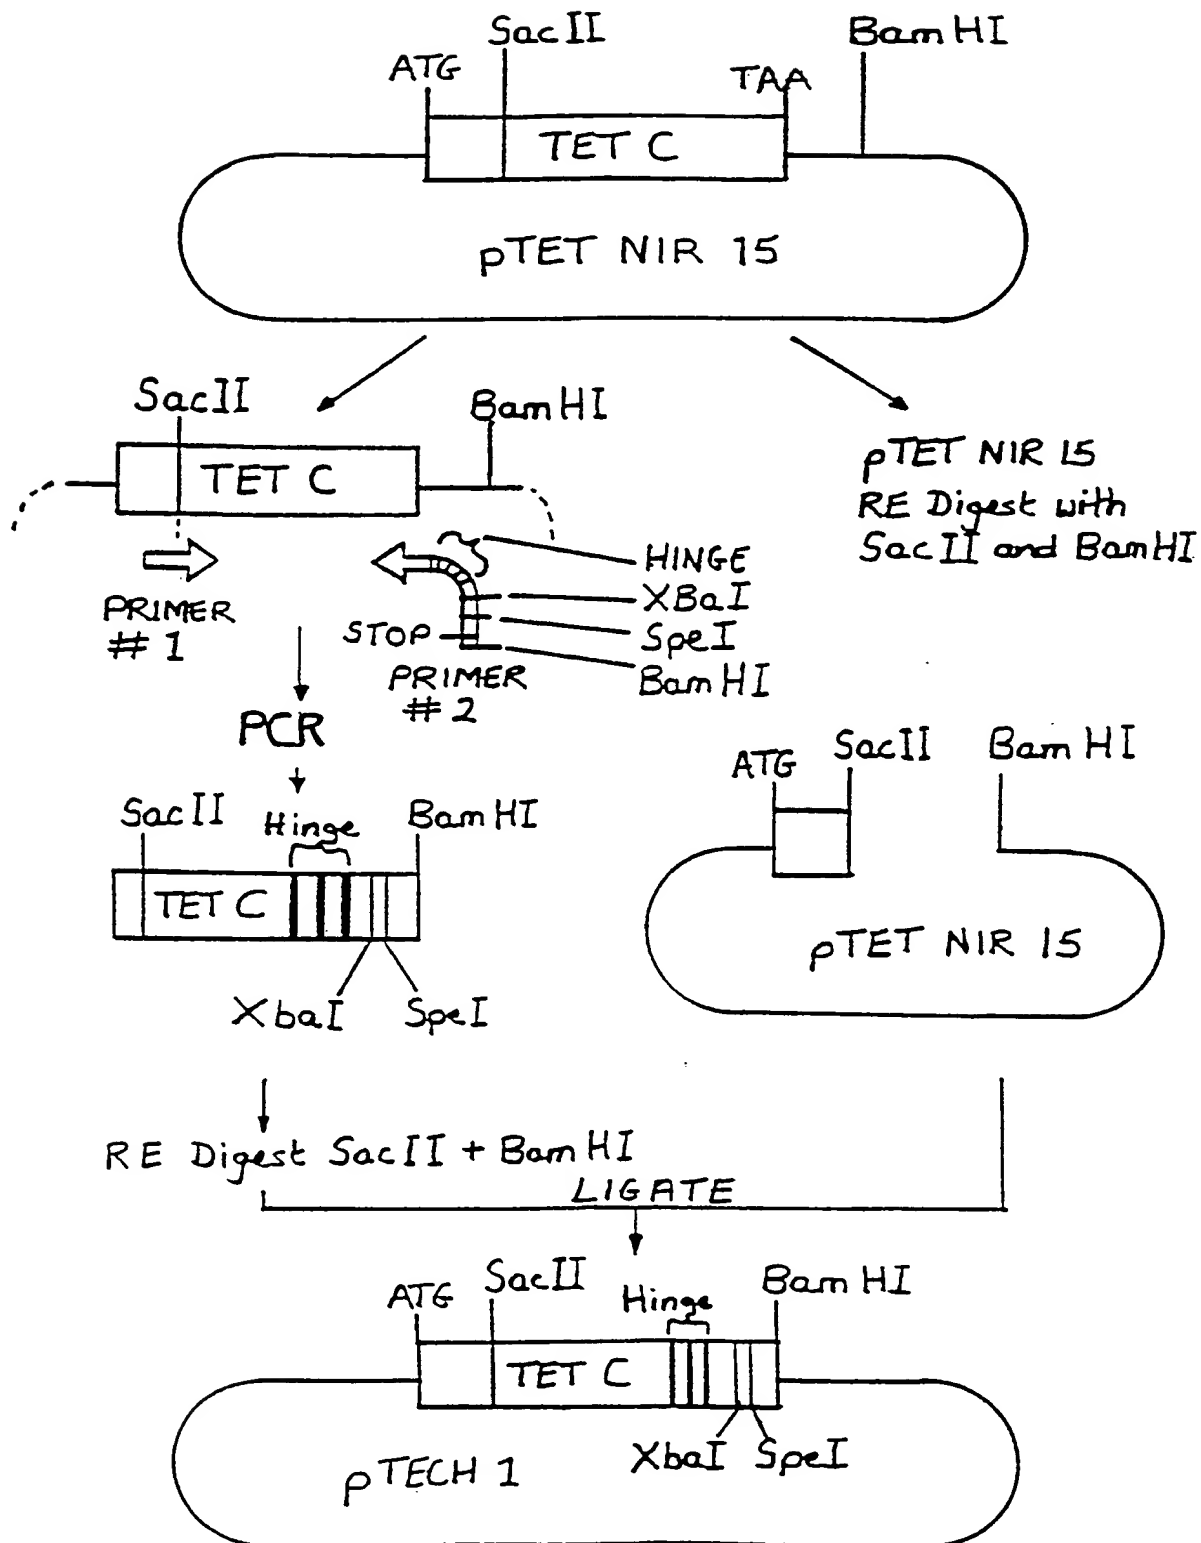 SacII
BamHI
ATG
TAA
TET C
pTET NIR 15
SacII
BamHI
TET C
pTET NIR 15
RE Digest with
SacII and BamHI
HINGE
XBaI
SpeI
BamHI
STOP
PRIMER
# 1
PRIMER
# 2
PCR
SacII
Hinge
BamHI
TET C
XbaI
SpeI
ATG
SacII
BamHI
pTET NIR 15
RE Digest SacII + BamHI
LIGATE
ATG
SacII
Hinge
BamHI
TET C
XbaI
SpeI
pTECH 1